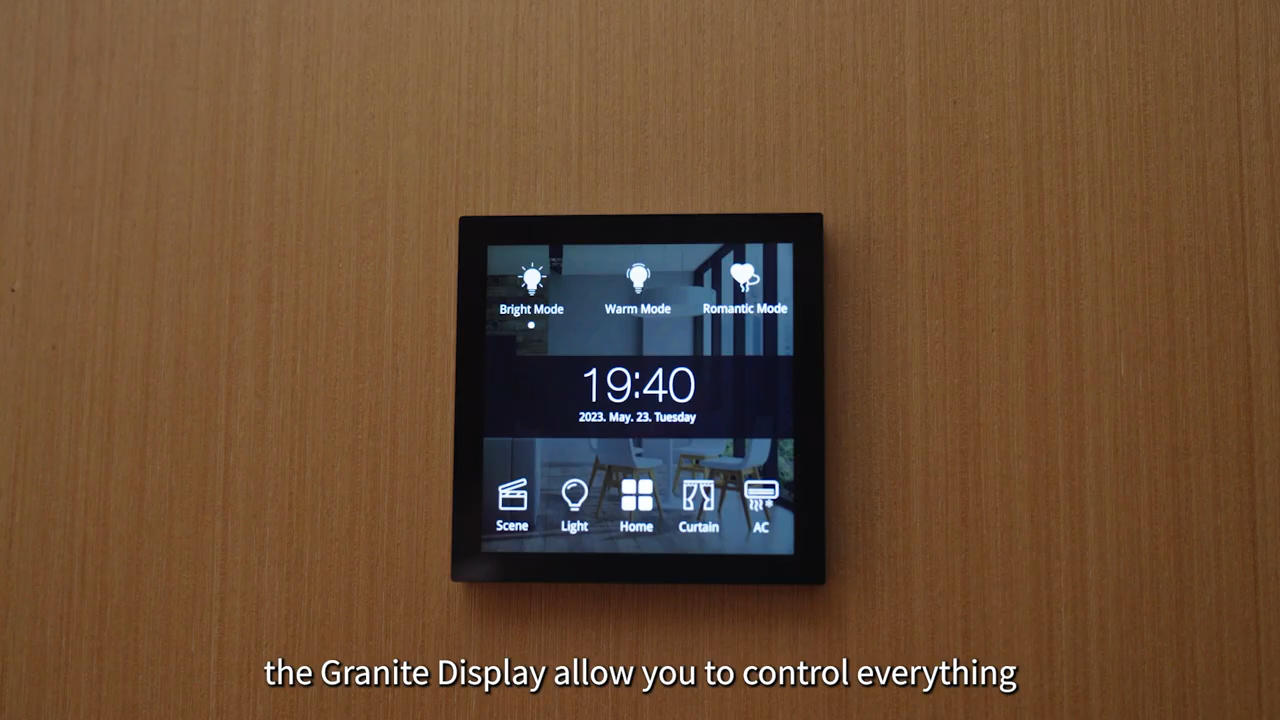 Bright Mode Warm Mode Romantic Mode
19:40
2023. May. 23. Tuesday
Scene Light Home Curtain AC
the Granite Display allow you to control everything